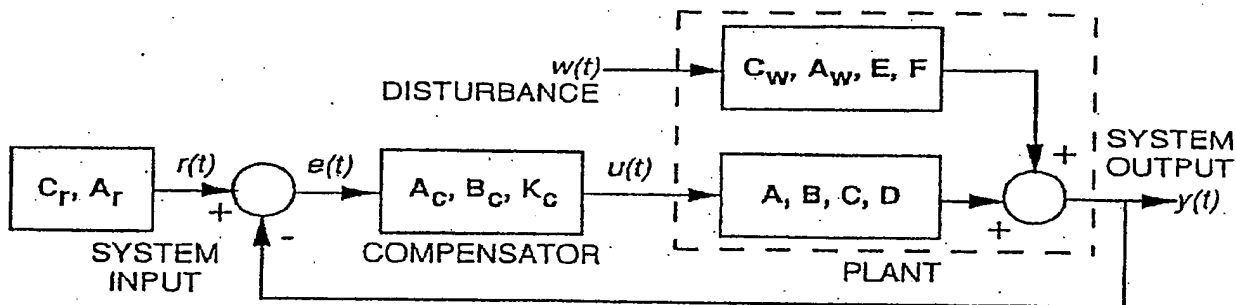 w(t)
DISTURBANCE
C_w, A_w, E, F
+
SYSTEM
OUTPUT
C_r, A_r
r(t)
+
-
e(t)
A_c, B_c, K_c
u(t)
A, B, C, D
+
y(t)
SYSTEM
INPUT
COMPENSATOR
PLANT